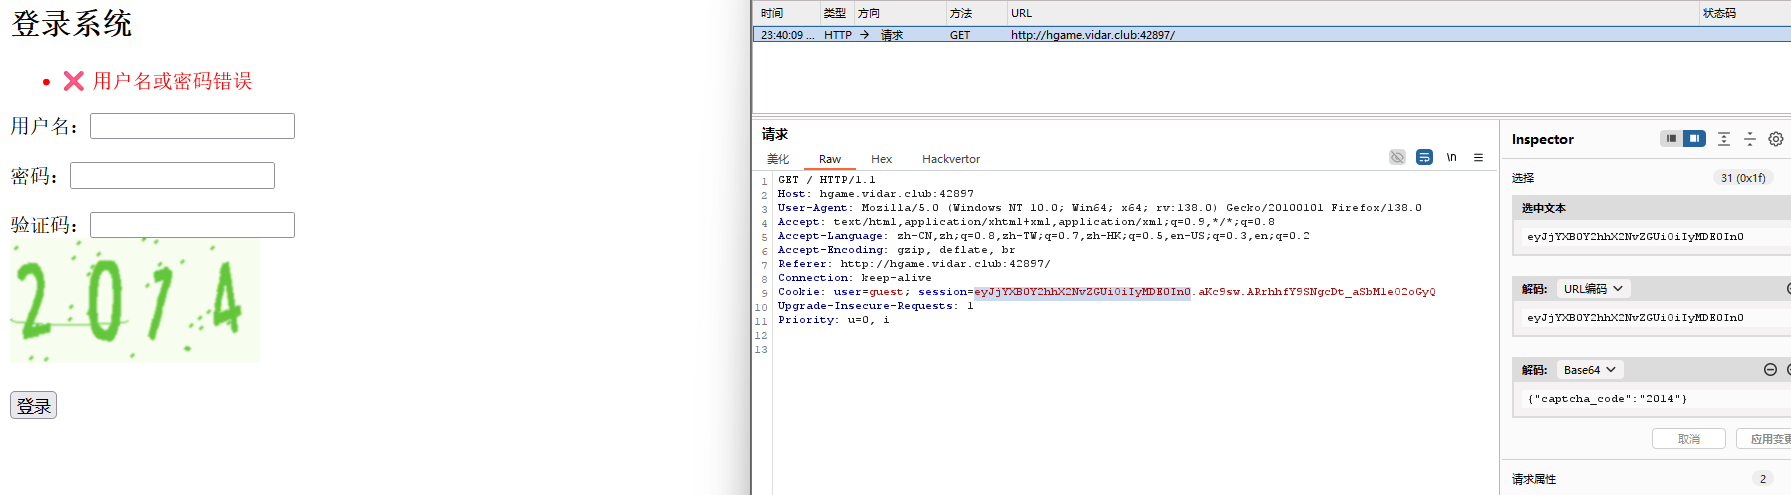 登录系统
❌ 用户名或密码错误
用户名：
密码：
验证码：
2074
登录
时间 类型 方向 方法 URL 状态码
23:40:09 ... HTTP → 请求 GET http://hgame.vidar.club:42897/
请求
美化 Raw Hex Hackvertor
\n
1 GET / HTTP/1.1
2 Host: hgame.vidar.club:42897
3 User-Agent: Mozilla/5.0 (Windows NT 10.0; Win64; x64; rv:138.0) Gecko/20100101 Firefox/138.0
4 Accept: text/html,application/xhtml+xml,application/xml;q=0.9,*/*;q=0.8
5 Accept-Language: zh-CN,zh;q=0.8,zh-TW;q=0.7,zh-HK;q=0.5,en-US;q=0.3,en;q=0.2
6 Accept-Encoding: gzip, deflate, br
7 Referer: http://hgame.vidar.club:42897/
8 Connection: keep-alive
9 Cookie: user=guest; session=eyJjYXB0Y2hhX2NvZGUiOiIyMDE0In0.aKc9sw.ARrhhfY9SNgcDt_aSbMle02oGyQ
10 Upgrade-Insecure-Requests: 1
11 Priority: u=0, i
12
13
Inspector
选择 31 (0x1f)
选中文本
eyJjYXB0Y2hhX2NvZGUiOiIyMDE0In0
解码: URL编码
eyJjYXB0Y2hhX2NvZGUiOiIyMDE0In0
解码: Base64
{"captcha_code":"2014"}
取消 应用变更
请求属性 2